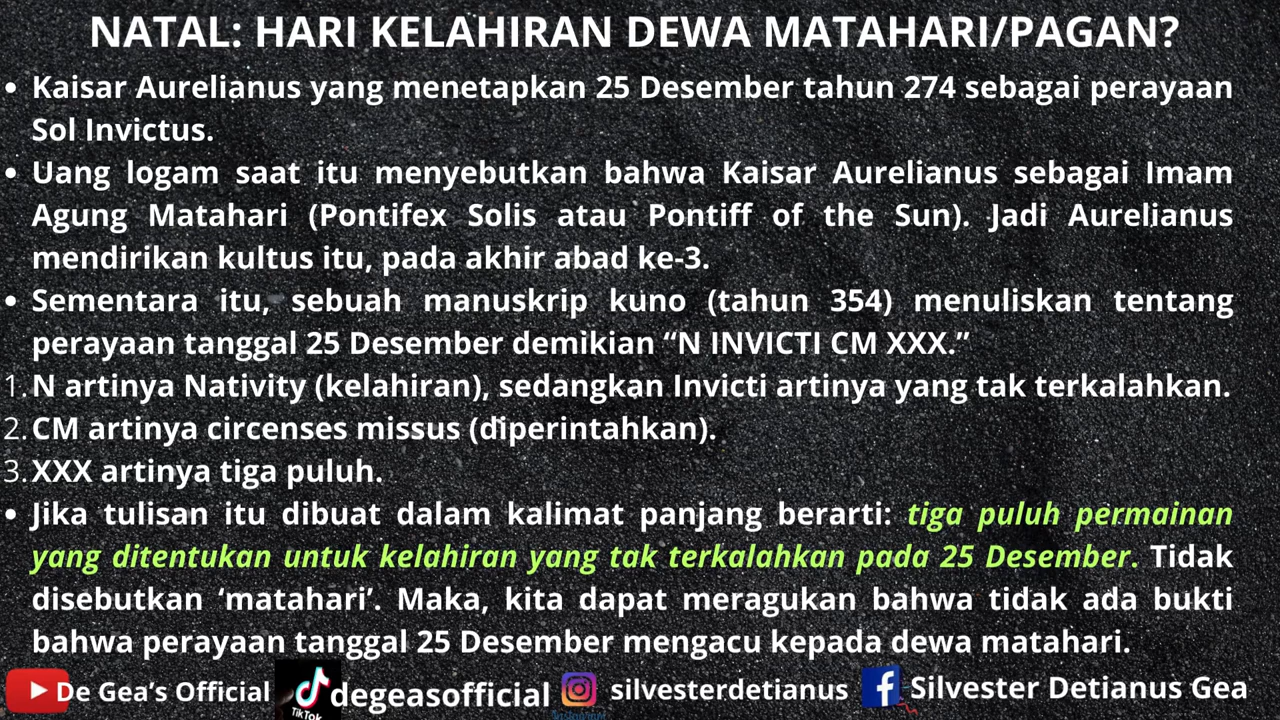 NATAL: HARI KELAHIRAN DEWA MATAHARI/PAGAN?
• Kaisar Aurelianus yang menetapkan 25 Desember tahun 274 sebagai perayaan
Sol Invictus.
• Uang logam saat itu menyebutkan bahwa Kaisar Aurelianus sebagai Imam
Agung Matahari (Pontifex Solis atau Pontiff of the Sun). Jadi Aurelianus
mendirikan kultus itu, pada akhir abad ke-3.
• Sementara itu, sebuah manuskrip kuno (tahun 354) menuliskan tentang
perayaan tanggal 25 Desember demikian “N INVICTI CM XXX.”
1. N artinya Nativity (kelahiran), sedangkan Invicti artinya yang tak terkalahkan.
2. CM artinya circenses missus (diperintahkan).
3. XXX artinya tiga puluh.
• Jika tulisan itu dibuat dalam kalimat panjang berarti: tiga puluh permainan
yang ditentukan untuk kelahiran yang tak terkalahkan pada 25 Desember. Tidak
disebutkan ‘matahari’. Maka, kita dapat meragukan bahwa tidak ada bukti
bahwa perayaan tanggal 25 Desember mengacu kepada dewa matahari.
De Gea’s Official degeasofficial silvesterdetianus Silvester Detianus Gea
TikTok